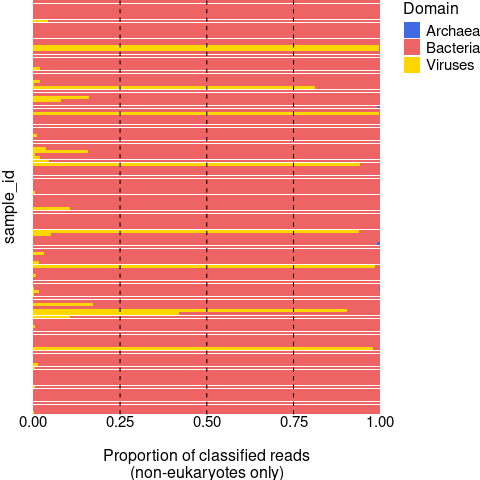 Domain
Archaea
Bacteria
Viruses
sample_id
0.00 0.25 0.50 0.75 1.00
Proportion of classified reads
(non-eukaryotes only)